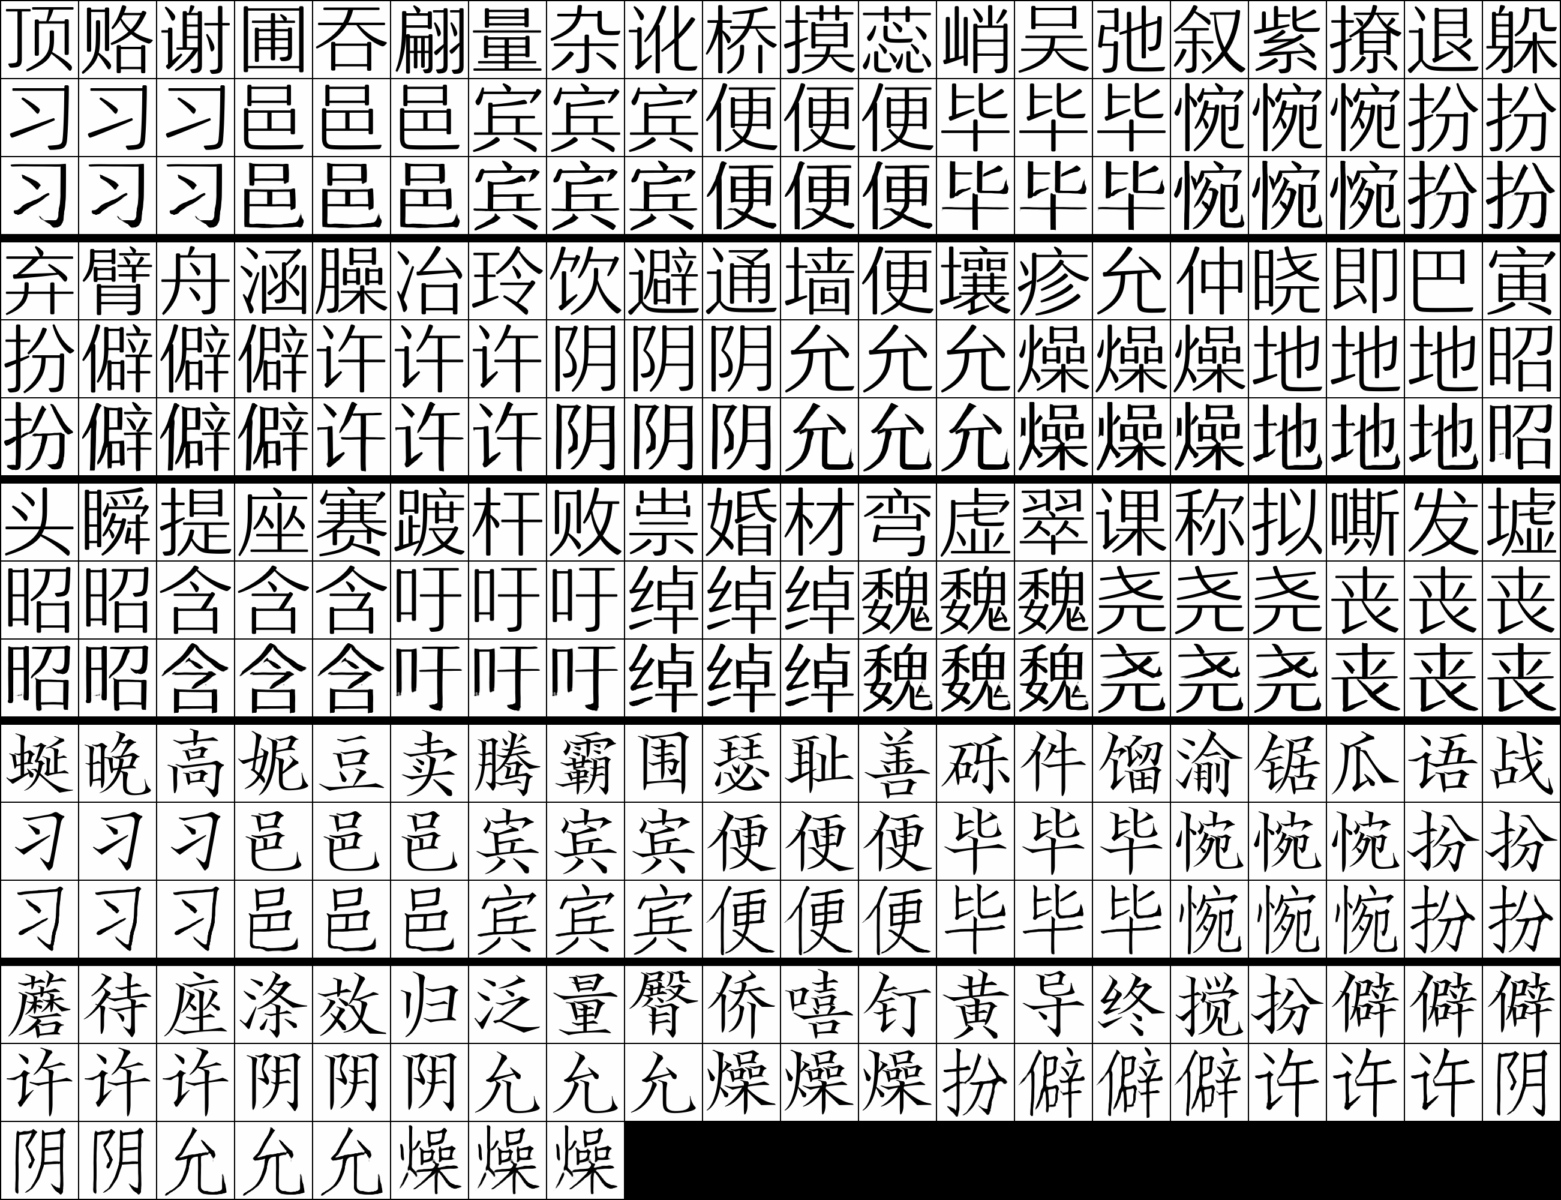 顶赂谢圃吞翩量杂讹桥摸蕊峭吴弛叙紫撩退躲
习习习邑邑邑宾宾宾便便便毕毕毕惋惋惋扮扮
习习习邑邑邑宾宾宾便便便毕毕毕惋惋惋扮扮
弃臂舟涵臊冶玲饮避通墙便壤疹允仲晓即巴寅
扮僻僻僻许许许阴阴阴允允允燥燥燥地地地昭
扮僻僻僻许许许阴阴阴允允允燥燥燥地地地昭
头瞬提座赛踱杆败祟婚材弯虚翠课称拟嘶发墟
昭昭含含含吁吁吁绰绰绰魏魏魏尧尧尧丧丧丧
昭昭含含含吁吁吁绰绰绰魏魏魏尧尧尧丧丧丧
蜒晚高妮豆卖腾霸围瑟耻善砾件馏渝锯瓜语战
习习习邑邑邑宾宾宾便便便毕毕毕惋惋惋扮扮
习习习邑邑邑宾宾宾便便便毕毕毕惋惋惋扮扮
蘑待座涤效归泛量臀侨嘻钉黄导终搅扮僻僻僻
许许许阴阴阴允允允燥燥燥扮僻僻僻许许许阴
阴阴允允允燥燥燥